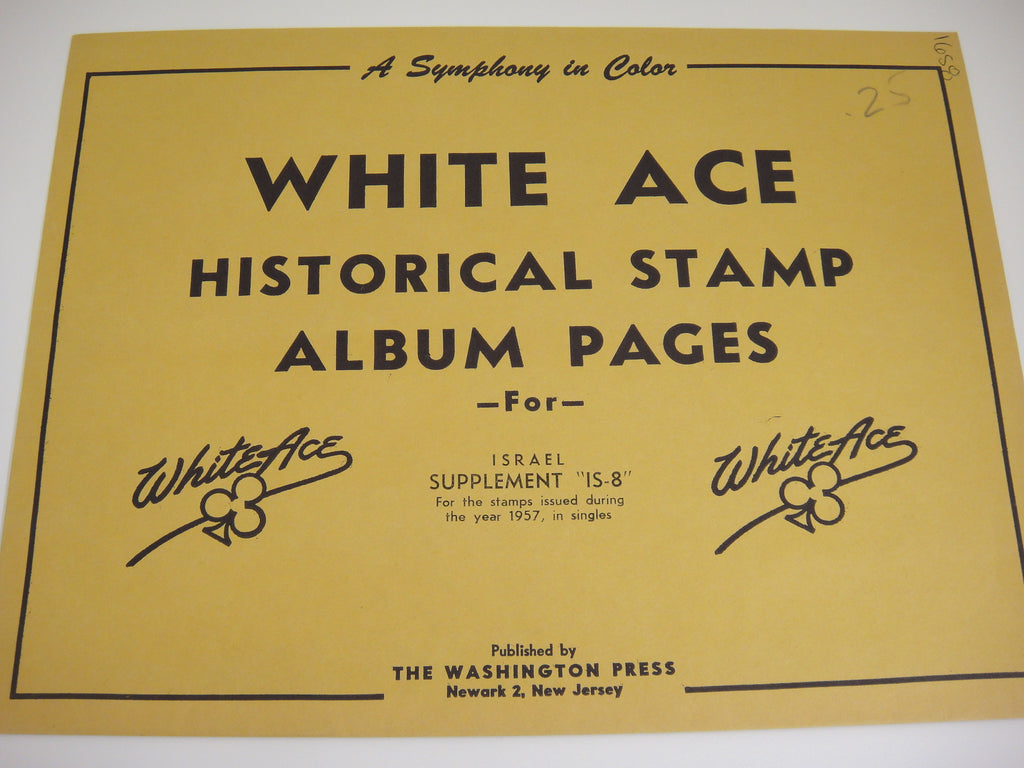 A Symphony in Color
1658
.25
WHITE ACE
HISTORICAL STAMP
ALBUM PAGES
—For—
White Ace
ISRAEL
SUPPLEMENT "IS-8"
For the stamps issued during
the year 1957, in singles
White Ace
Published by
THE WASHINGTON PRESS
Newark 2, New Jersey